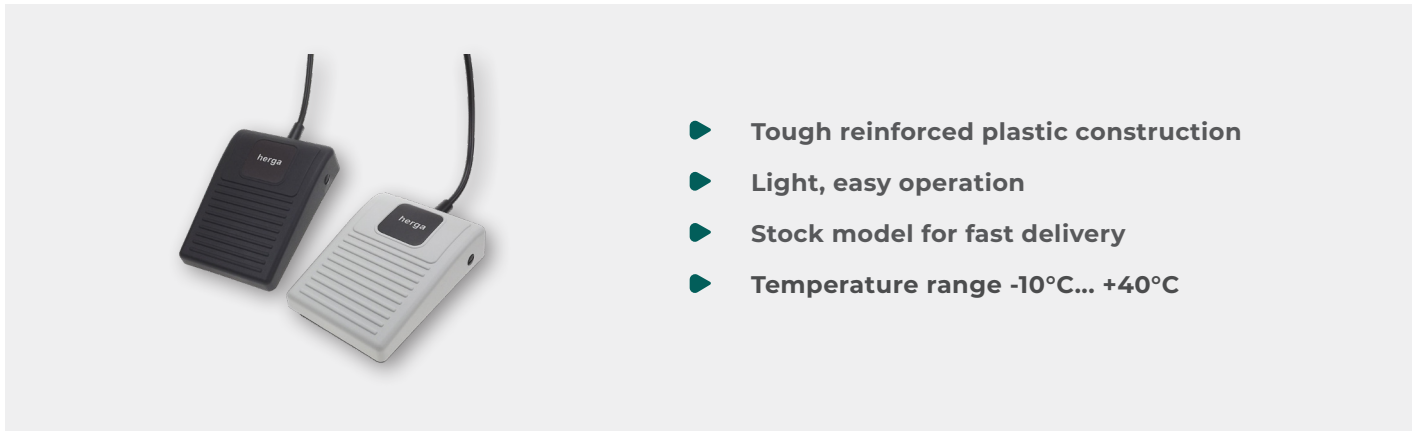 herga
herga
Tough reinforced plastic construction
Light, easy operation
Stock model for fast delivery
Temperature range -10°C... +40°C